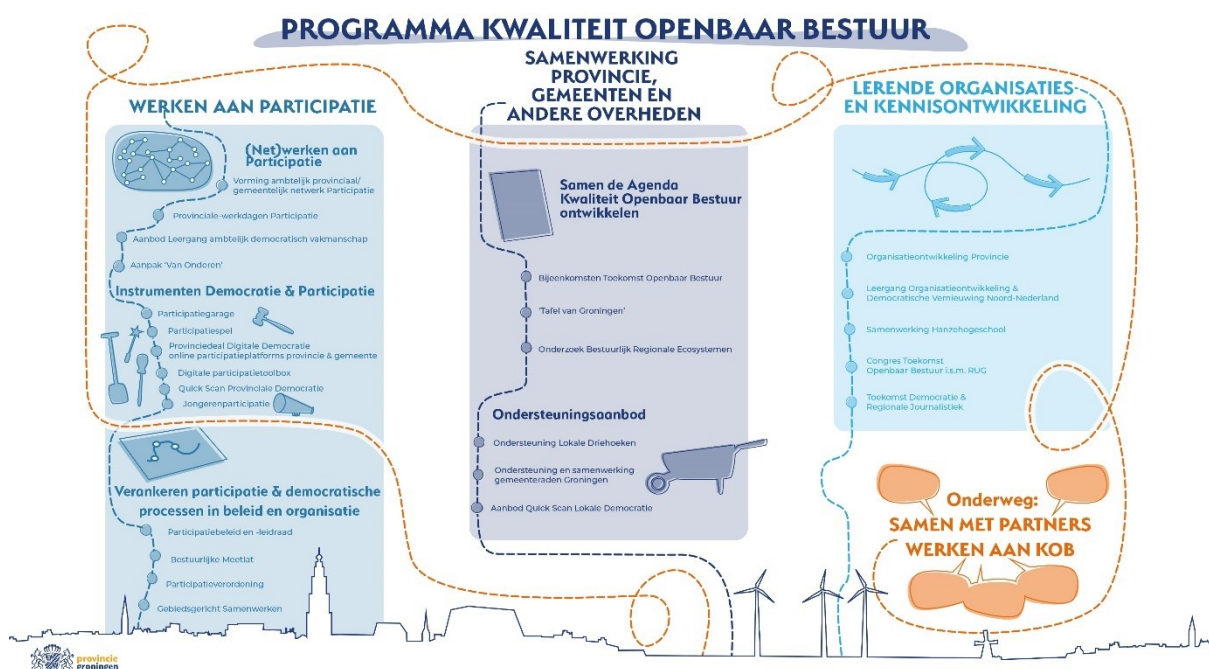 PROGRAMMA KWALITEIT OPENBAAR BESTUUR
WERKEN AAN PARTICIPATIE
(Net)werken aan
Participatie
Vorming ambtelijk provinciaal/
gemeentelijk netwerk Participatie
Provinciale-werkdagen Participatie
Aanbod Leergang ambtelijk democratisch vakmanschap
Aanpak 'Van Onderen'
Instrumenten Democratie & Participatie
Participatiegarage
Participatiespel
Provinciedeal Digitale Democratie
online participatieplatforms provincie & gemeente
Digitale participatietoolbox
Quick Scan Provinciale Democratie
Jongerenparticipatie
Verankeren participatie & democratische
processen in beleid en organisatie
Participatiebeleid en -leidraad
Bestuurlijke Meetlat
Participatieverordening
Gebiedsgericht Samenwerken
SAMENWERKING
PROVINCIE,
GEMEENTEN EN
ANDERE OVERHEDEN
Samen de Agenda
Kwaliteit Openbaar Bestuur
ontwikkelen
Bijeenkomsten Toekomst Openbaar Bestuur
'Tafel van Groningen'
Onderzoek Bestuurlijk Regionale Ecosystemen
Ondersteuningsaanbod
Ondersteuning Lokale Driehoeken
Ondersteuning en samenwerking
gemeenteraden Groningen
Aanbod Quick Scan Lokale Democratie
LERENDE ORGANISATIES
EN KENNISONTWIKKELING
Organisatieontwikkeling Provincie
Leergang Organisatieontwikkeling &
Democratische Vernieuwing Noord-Nederland
Samenwerking Hanzehogeschool
Congres Toekomst
Openbaar Bestuur i.s.m. RUG
Toekomst Democratie &
Regionale Journalistiek
Onderweg:
SAMEN MET PARTNERS
WERKEN AAN KOB
provincie
groningen